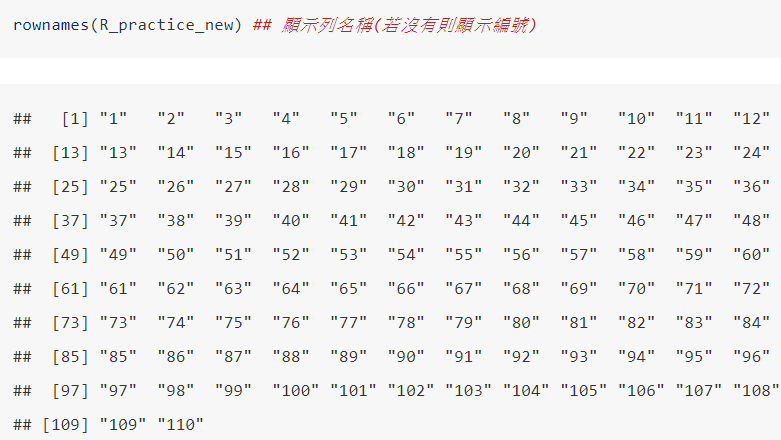 rownames(R_practice_new) ## 顯示列名稱(若沒有則顯示編號)
##   [1] "1"   "2"   "3"   "4"   "5"   "6"   "7"   "8"   "9"   "10"  "11"  "12"
##  [13] "13"  "14"  "15"  "16"  "17"  "18"  "19"  "20"  "21"  "22"  "23"  "24"
##  [25] "25"  "26"  "27"  "28"  "29"  "30"  "31"  "32"  "33"  "34"  "35"  "36"
##  [37] "37"  "38"  "39"  "40"  "41"  "42"  "43"  "44"  "45"  "46"  "47"  "48"
##  [49] "49"  "50"  "51"  "52"  "53"  "54"  "55"  "56"  "57"  "58"  "59"  "60"
##  [61] "61"  "62"  "63"  "64"  "65"  "66"  "67"  "68"  "69"  "70"  "71"  "72"
##  [73] "73"  "74"  "75"  "76"  "77"  "78"  "79"  "80"  "81"  "82"  "83"  "84"
##  [85] "85"  "86"  "87"  "88"  "89"  "90"  "91"  "92"  "93"  "94"  "95"  "96"
##  [97] "97"  "98"  "99"  "100" "101" "102" "103" "104" "105" "106" "107" "108"
## [109] "109" "110"